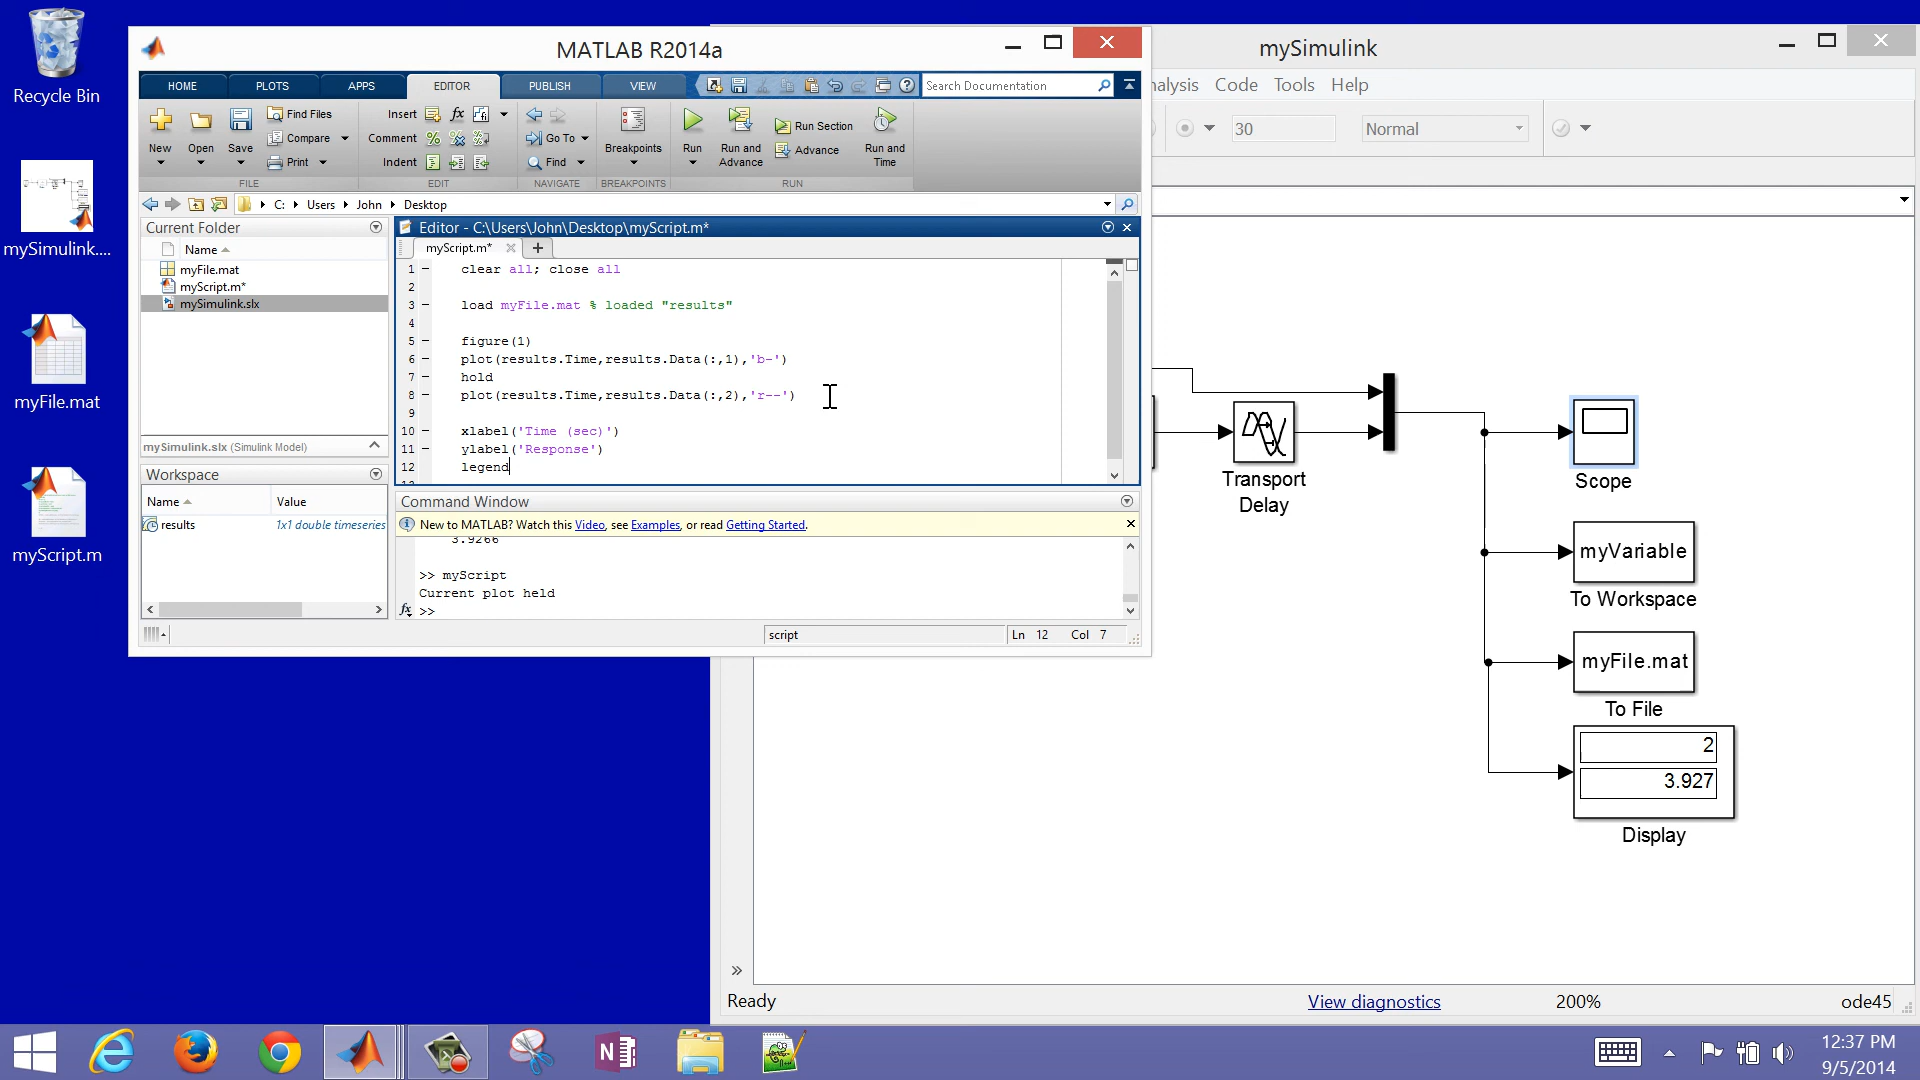 Recycle Bin
mySimulink....
myFile.mat
myScript.m
MATLAB R2014a
HOME PLOTS APPS EDITOR PUBLISH VIEW
Search Documentation
New
Open
Save
Find Files
Compare
Print
FILE
Insert
Comment
Indent
fx
EDIT
Go To
Find
NAVIGATE
Breakpoints
BREAKPOINTS
Run
Run and Advance
Run Section
Advance
Run and Time
RUN
C: Users John Desktop
Current Folder
Name
myFile.mat
myScript.m*
mySimulink.slx
mySimulink.slx (Simulink Model)
Workspace
Name Value
results 1x1 double timeseries
Editor - C:\Users\John\Desktop\myScript.m*
myScript.m*
1 clear all; close all
2
3 load myFile.mat % loaded "results"
4
5 figure(1)
6 plot(results.Time,results.Data(:,1),'b-')
7 hold
8 plot(results.Time,results.Data(:,2),'r--')
9
10 xlabel('Time (sec)')
11 ylabel('Response')
12 legend
Command Window
New to MATLAB? Watch this Video, see Examples, or read Getting Started.
3.9266
>> myScript
Current plot held
fx >>
script
Ln 12 Col 7
mySimulink
Code Tools Help
30
Normal
Transport
Delay
Scope
myVariable
To Workspace
myFile.mat
To File
2
3.927
Display
Ready
View diagnostics
200%
ode45
12:37 PM
9/5/2014